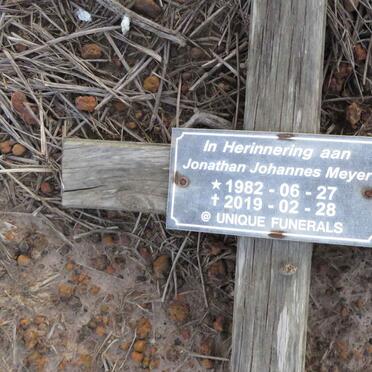 In Herinnering aan
Jonathan Johannes Meyer
★ 1982 - 06 - 27
✝ 2019 - 02 - 28
@ UNIQUE FUNERALS